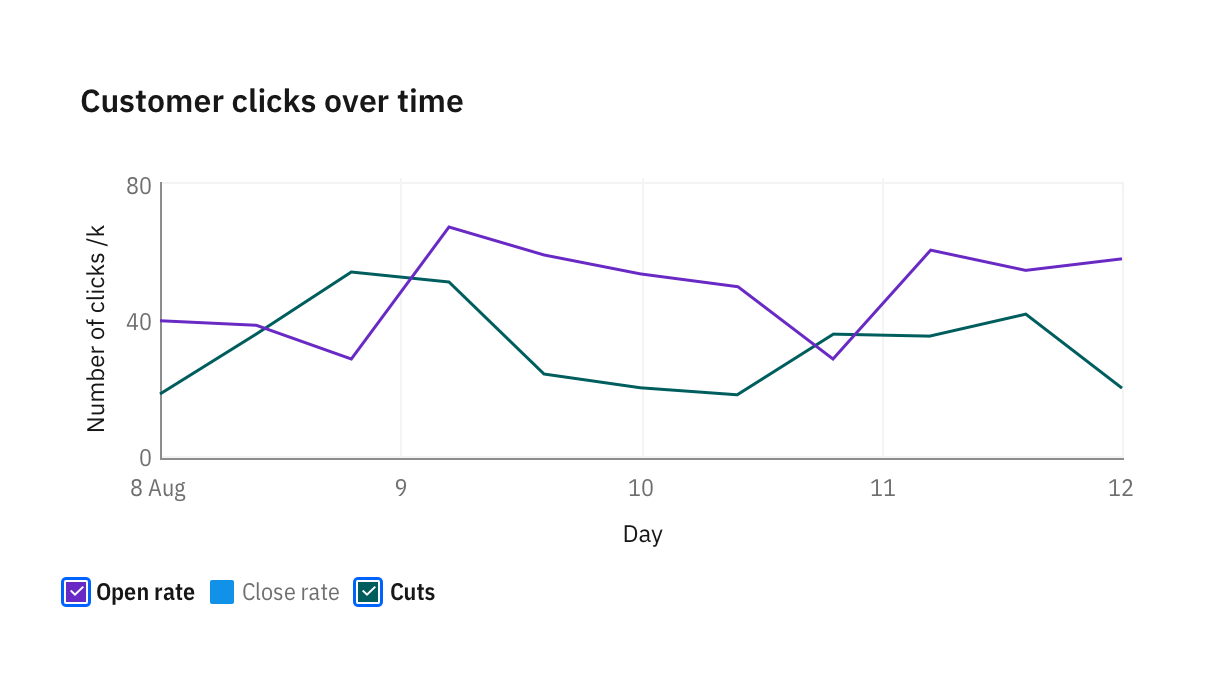 Customer clicks over time
Number of clicks /k
80
40
0
8 Aug 9 10 11 12
Day
Open rate Close rate Cuts